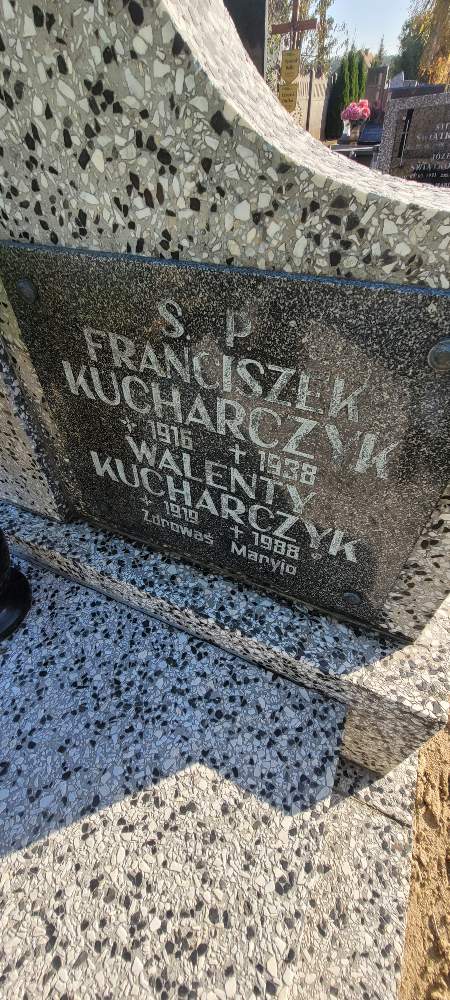 S. P
FRANCISZEK
KUCHARCZYK
* 1916 + 1938
WALENTY
KUCHARCZYK
* 1919 + 1988
Zdrowaś Maryjo